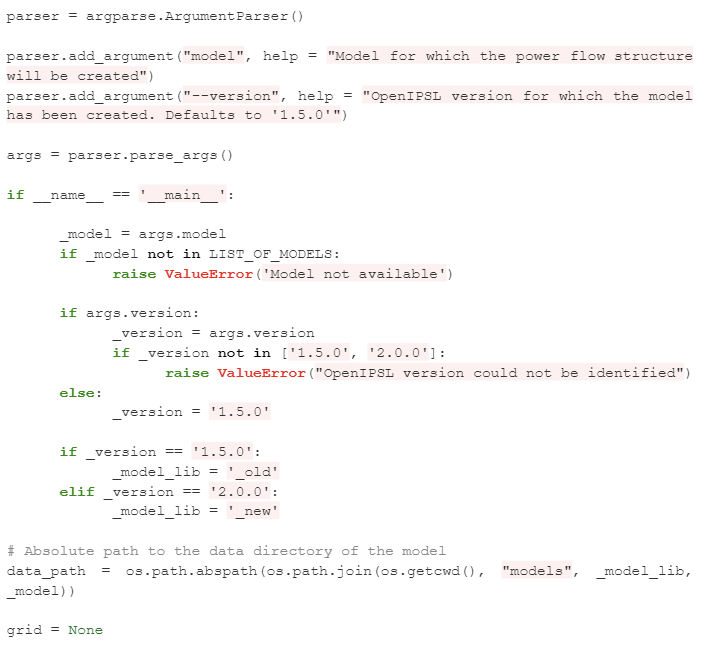 parser = argparse.ArgumentParser()
parser.add_argument("model", help = "Model for which the power flow structure
will be created")
parser.add_argument("--version", help = "OpenIPSL version for which the model
has been created. Defaults to '1.5.0'")
args = parser.parse_args()
if __name__ == '__main__':
_model = args.model
if _model not in LIST_OF_MODELS:
raise ValueError('Model not available')
if args.version:
_version = args.version
if _version not in ['1.5.0', '2.0.0']:
raise ValueError("OpenIPSL version could not be identified")
else:
_version = '1.5.0'
if _version == '1.5.0':
_model_lib = '_old'
elif _version == '2.0.0':
_model_lib = '_new'
# Absolute path to the data directory of the model
data_path = os.path.abspath(os.path.join(os.getcwd(), "models", _model_lib,
_model))
grid = None